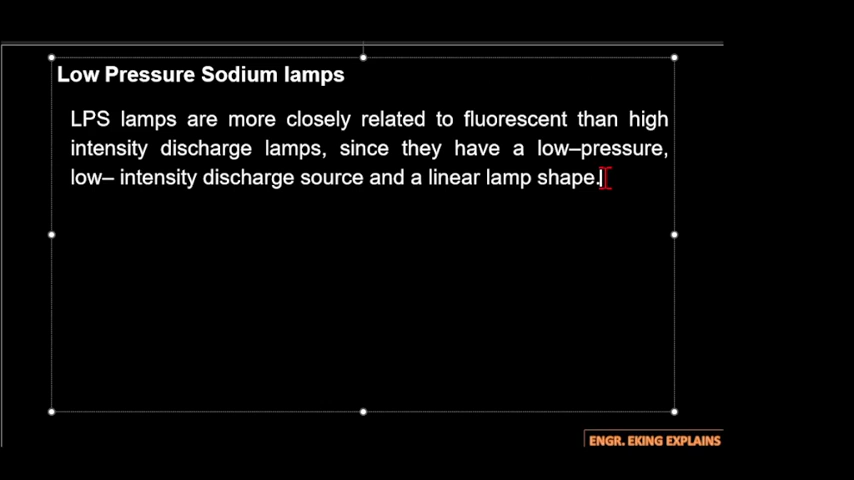 Low Pressure Sodium lamps
LPS lamps are more closely related to fluorescent than high
intensity discharge lamps, since they have a low–pressure,
low– intensity discharge source and a linear lamp shape.
ENGR. EKING EXPLAINS